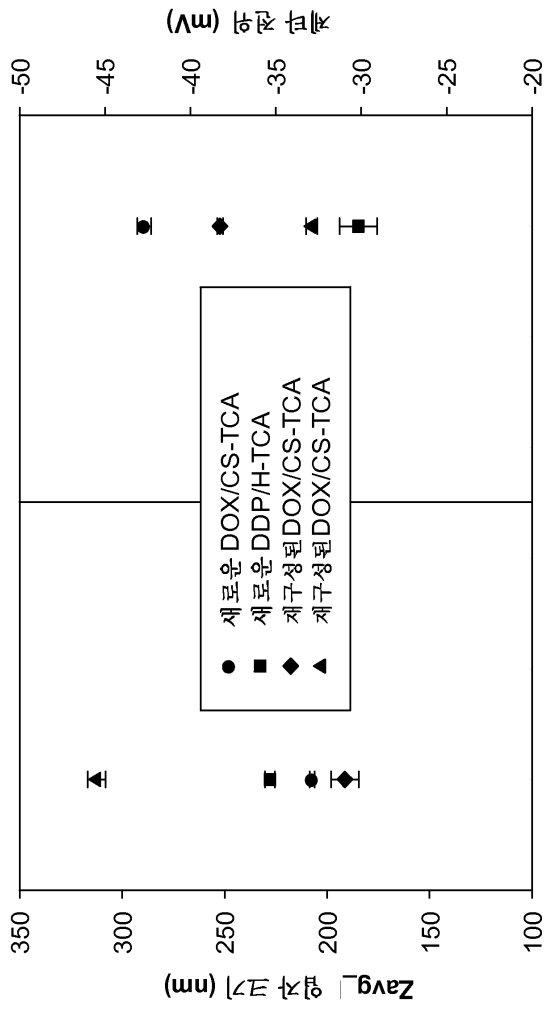 Zavg_ 입자 크기 (nm)
350
300
250
200
150
100
새로운 DOX/CS-TCA
새로운 DDP/H-TCA
재구성된 DOX/CS-TCA
재구성된 DOX/CS-TCA
-50
-45
-40
-35
-30
-25
-20
제타 전위 (mV)